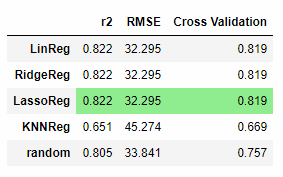 r2 RMSE Cross Validation
LinReg 0.822 32.295 0.819
RidgeReg 0.822 32.295 0.819
LassoReg 0.822 32.295 0.819
KNNReg 0.651 45.274 0.669
random 0.805 33.841 0.757